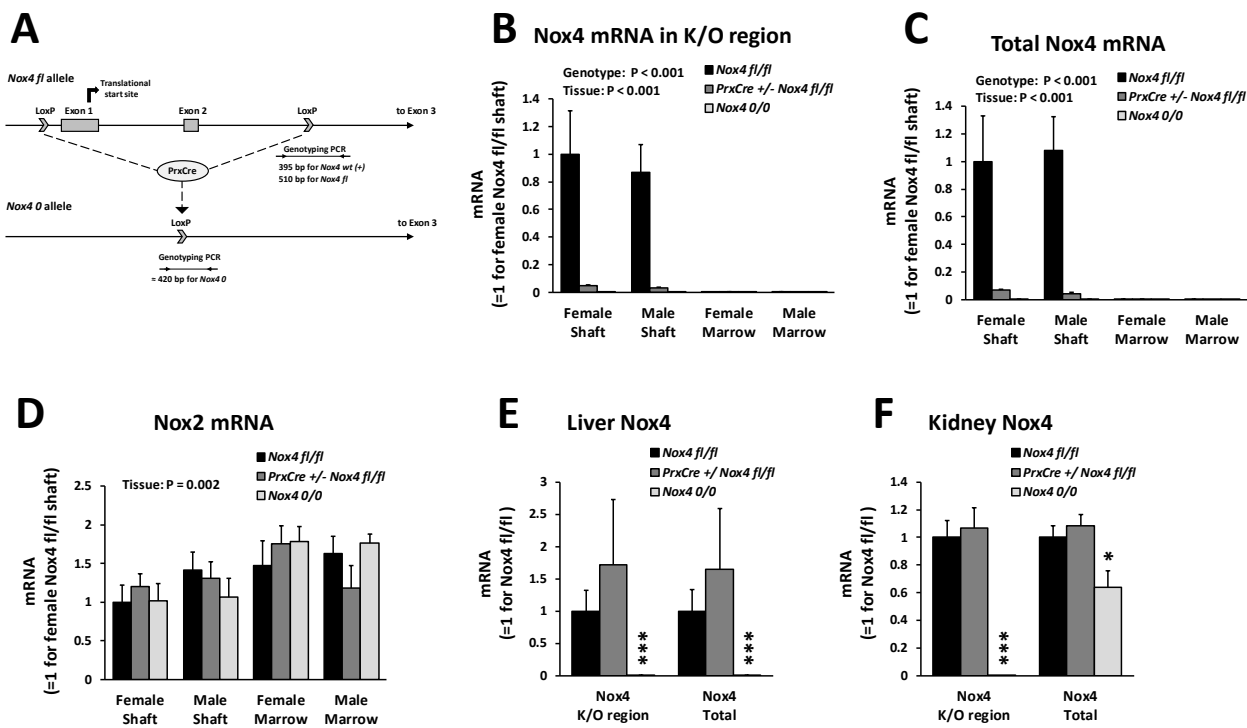 A
Nox4 fl allele
Translational
start site
LoxP
Exon 1
Exon 2
LoxP
to Exon 3
Genotyping PCR
395 bp for Nox4 wt (+)
510 bp for Nox4 fl
PrxCre
Nox4 0 allele
LoxP
to Exon 3
Genotyping PCR
≈ 420 bp for Nox4 0
B
Nox4 mRNA in K/O region
Genotype: P < 0.001
Tissue: P < 0.001
Nox4 fl/fl
PrxCre +/- Nox4 fl/fl
Nox4 0/0
mRNA
(=1 for female Nox4 fl/fl shaft)
1.4
1.2
1
0.8
0.6
0.4
0.2
0
Female
Shaft
Male
Shaft
Female
Marrow
Male
Marrow
C
Total Nox4 mRNA
Genotype: P < 0.001
Tissue: P < 0.001
Nox4 fl/fl
PrxCre +/- Nox4 fl/fl
Nox4 0/0
mRNA
(=1 for female Nox4 fl/fl shaft)
1.4
1.2
1
0.8
0.6
0.4
0.2
0
Female
Shaft
Male
Shaft
Female
Marrow
Male
Marrow
D
Nox2 mRNA
Tissue: P = 0.002
Nox4 fl/fl
PrxCre +/- Nox4 fl/fl
Nox4 0/0
mRNA
(=1 for female Nox4 fl/fl shaft)
2.5
2
1.5
1
0.5
0
Female
Shaft
Male
Shaft
Female
Marrow
Male
Marrow
E
Liver Nox4
Nox4 fl/fl
PrxCre +/ Nox4 fl/fl
Nox4 0/0
mRNA
(=1 for Nox4 fl/fl )
3
2.5
2
1.5
1
0.5
0
***
***
Nox4
K/O region
Nox4
Total
F
Kidney Nox4
Nox4 fl/fl
PrxCre +/ Nox4 fl/fl
Nox4 0/0
mRNA
(=1 for Nox4 fl/fl )
1.4
1.2
1
0.8
0.6
0.4
0.2
0
***
*
Nox4
K/O region
Nox4
Total